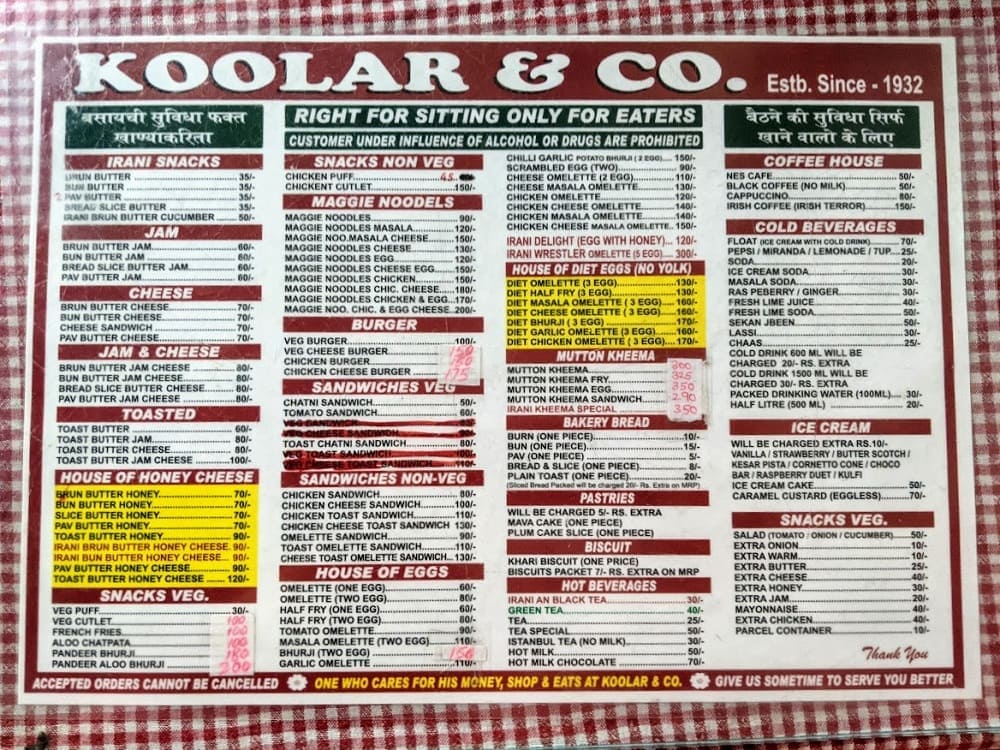 KOOLAR & CO.
Estb. Since - 1932
बसायची सुविधा फक्त
खाण्याकरिता
IRANI SNACKS
BRUN BUTTER 35/-
BUN BUTTER 35/-
PAV BUTTER 35/-
BREAD SLICE BUTTER 35/-
IRANI BRUN BUTTER CUCUMBER 50/-
JAM
BRUN BUTTER JAM 60/-
BUN BUTTER JAM 60/-
BREAD SLICE BUTTER JAM 60/-
PAV BUTTER JAM 60/-
CHEESE
BRUN BUTTER CHEESE 70/-
BUN BUTTER CHEESE 70/-
CHEESE SANDWICH 70/-
PAV BUTTER CHEESE 70/-
JAM & CHEESE
BRUN BUTTER JAM CHEESE 80/-
BUN BUTTER JAM CHEESE 80/-
BREAD SLICE BUTTER CHEESE 80/-
PAV BUTTER JAM CHEESE 80/-
TOASTED
TOAST BUTTER 60/-
TOAST BUTTER JAM 80/-
TOAST BUTTER CHEESE 80/-
TOAST BUTTER JAM CHEESE 100/-
HOUSE OF HONEY CHEESE
BRUN BUTTER HONEY 70/-
BUN BUTTER HONEY 70/-
SLICE BUTTER HONEY 70/-
PAV BUTTER HONEY 70/-
TOAST BUTTER HONEY 90/-
IRANI BRUN BUTTER HONEY CHEESE 90/-
IRANI BUN BUTTER HONEY CHEESE 90/-
PAV BUTTER HONEY CHEESE 90/-
TOAST BUTTER HONEY CHEESE 120/-
SNACKS VEG.
VEG PUFF 30/-
VEG CUTLET 100
FRENCH FRIES 100
ALOO CHATPATA 100
PANDEER BHURJI
PANDEER ALOO BHURJI 200
RIGHT FOR SITTING ONLY FOR EATERS
CUSTOMER UNDER INFLUENCE OF ALCOHOL OR DRUGS ARE PROHIBITED
SNACKS NON VEG
CHICKEN PUFF 45
CHICKENT CUTLET 150/-
MAGGIE NOODELS
MAGGIE NOODLES 90/-
MAGGIE NOODLES MASALA 120/-
MAGGIE NOO.MASALA CHEESE 150/-
MAGGIE NOODLES CHEESE 130/-
MAGGIE NOODLES EGG 120/-
MAGGIE NOODLES CHEESE EGG 150/-
MAGGIE NOODLES CHICKEN 150/-
MAGGIE NOODLES CHIC. CHEESE 180/-
MAGGIE NOODLES CHICKEN & EGG 170/-
MAGGIE NOO. CHIC. & EGG CHEESE 200/-
BURGER
VEG BURGER 100/-
VEG CHEESE BURGER
CHICKEN BURGER
CHICKEN CHEESE BURGER 175
SANDWICHES VEG
CHATNI SANDWICH 50/-
TOMATO SANDWICH 60/-
VEG SANDWICH
VEG CHEESE SANDWICH
TOAST CHATNI SANDWICH 80/-
VEG TOAST SANDWICH 100/-
VEG CHEESE TOAST SANDWICH 110/-
SANDWICHES NON-VEG
CHICKEN SANDWICH 80/-
CHICKEN CHEESE SANDWICH 100/-
CHICKEN CHEESE TOAST SANDWICH 130/-
OMELETTE SANDWICH 90/-
TOAST OMELETTE SANDWICH 110/-
CHEESE TOAST OMELETTE SANDWICH 130/-
HOUSE OF EGGS
OMELETTE (ONE EGG) 60/-
OMELETTE (TWO EGG) 80/-
HALF FRY (ONE EGG) 60/-
HALF FRY (TWO EGG) 80/-
TOMATO OMELETTE 90/-
MASALA OMELETTE (TWO EGG) 110/-
BHURJI (TWO EGG) 150
GARLIC OMELETTE 110/-
CHILLI GARLIC POTATO BHURJI ( 2 EGG) 150/-
SCRAMBLED EGG (TWO) 90/-
CHEESE OMELETTE (2 EGG) 110/-
CHEESE MASALA OMELETTE 130/-
CHICKEN OMELETTE 120/-
CHICKEN CHEESE OMELETTE 140/-
CHICKEN MASALA OMELETTE 140/-
CHICKEN CHEESE MASALA OMELETTE 150/-
IRANI DELIGHT (EGG WITH HONEY) 120/-
IRANI WRESTLER OMELETTE (5 EGG) 300/-
HOUSE OF DIET EGGS (NO YOLK)
DIET OMELETTE (3 EGG) 130/-
DIET HALF FRY (3 EGG) 130/-
DIET MASALA OMELETTE ( 3 EGG) 160/-
DIET CHEESE OMELETTE ( 3 EGG) 160/-
DIET BHURJI ( 3 EGG) 170/-
DIET GARLIC OMELETTE ( 3 EGG) 160/-
DIET CHICKEN OMELETTE ( 3 EGG) 170/-
MUTTON KHEEMA
MUTTON KHEEMA 300
MUTTON KHEEMA FRY 325
MUTTON KHEEMA EGG 350
MUTTON KHEEMA SANDWICH 290
IRANI KHEEMA SPECIAL 350
BAKERY BREAD
BURN (ONE PIECE) 10/-
BUN (ONE PIECE) 15/-
PAV (ONE PIECE) 5/-
BREAD & SLICE (ONE PIECE) 8/-
PLAIN TOAST (ONE PIECE) 20/-
(Sliced Bread Packed will be charged 20/- Rs. Extra on MRP)
PASTRIES
WILL BE CHARGED 5/- RS. EXTRA
MAVA CAKE (ONE PIECE)
PLUM CAKE SLICE (ONE PIECE)
BISCUIT
KHARI BISCUIT (ONE PRICE)
BISCUITS PACKET 7/- RS. EXTRA ON MRP
HOT BEVERAGES
IRANI AN BLACK TEA 30/-
GREEN TEA 40/-
TEA 25/-
TEA SPECIAL 50/-
ISTANBUL TEA (NO MILK) 30/-
HOT MILK 50/-
HOT MILK CHOCOLATE 70/-
बैठने की सुविधा सिर्फ
खाने वालो के लिए
COFFEE HOUSE
NES CAFE 50/-
BLACK COFFEE (NO MILK) 50/-
CAPPUCCINO 80/-
IRISH COFFEE (IRISH TERROR) 150/-
COLD BEVERAGES
FLOAT (ICE CREAM WITH COLD DRINK) 70/-
PEPSI / MIRANDA / LEMONADE / 7UP 25/-
SODA 20/-
ICE CREAM SODA 30/-
MASALA SODA 30/-
RAS PEBERRY / GINGER 30/-
FRESH LIME JUICE 40/-
FRESH LIME SODA 50/-
SEKAN JBEEN 50/-
LASSI 30/-
CHAAS 25/-
COLD DRINK 600 ML WILL BE
CHARGED 20/- RS. EXTRA
COLD DRINK 1500 ML WILL BE
CHARGED 30/- RS. EXTRA
PACKED DRINKING WATER (100ML) 30/-
HALF LITRE (500 ML) 20/-
ICE CREAM
WILL BE CHARGED EXTRA RS.10/-
VANILLA / STRAWBERRY / BUTTER SCOTCH /
KESAR PISTA / CORNETTO CONE / CHOCO
BAR / RASPBERRY DUET / KULFI
ICE CREAM CAKE 50/-
CARAMEL CUSTARD (EGGLESS) 70/-
SNACKS VEG.
SALAD (TOMATO / ONION / CUCUMBER) 50/-
EXTRA ONION 10/-
EXTRA WARM 10/-
EXTRA BUTTER 25/-
EXTRA CHEESE 40/-
EXTRA HONEY 30/-
EXTRA JAM 20/-
MAYONNAISE 40/-
EXTRA CHICKEN 40/-
PARCEL CONTAINER 10/-
Thank You
ACCEPTED ORDERS CANNOT BE CANCELLED
ONE WHO CARES FOR HIS MONEY, SHOP & EATS AT KOOLAR & CO.
GIVE US SOMETIME TO SERVE YOU BETTER